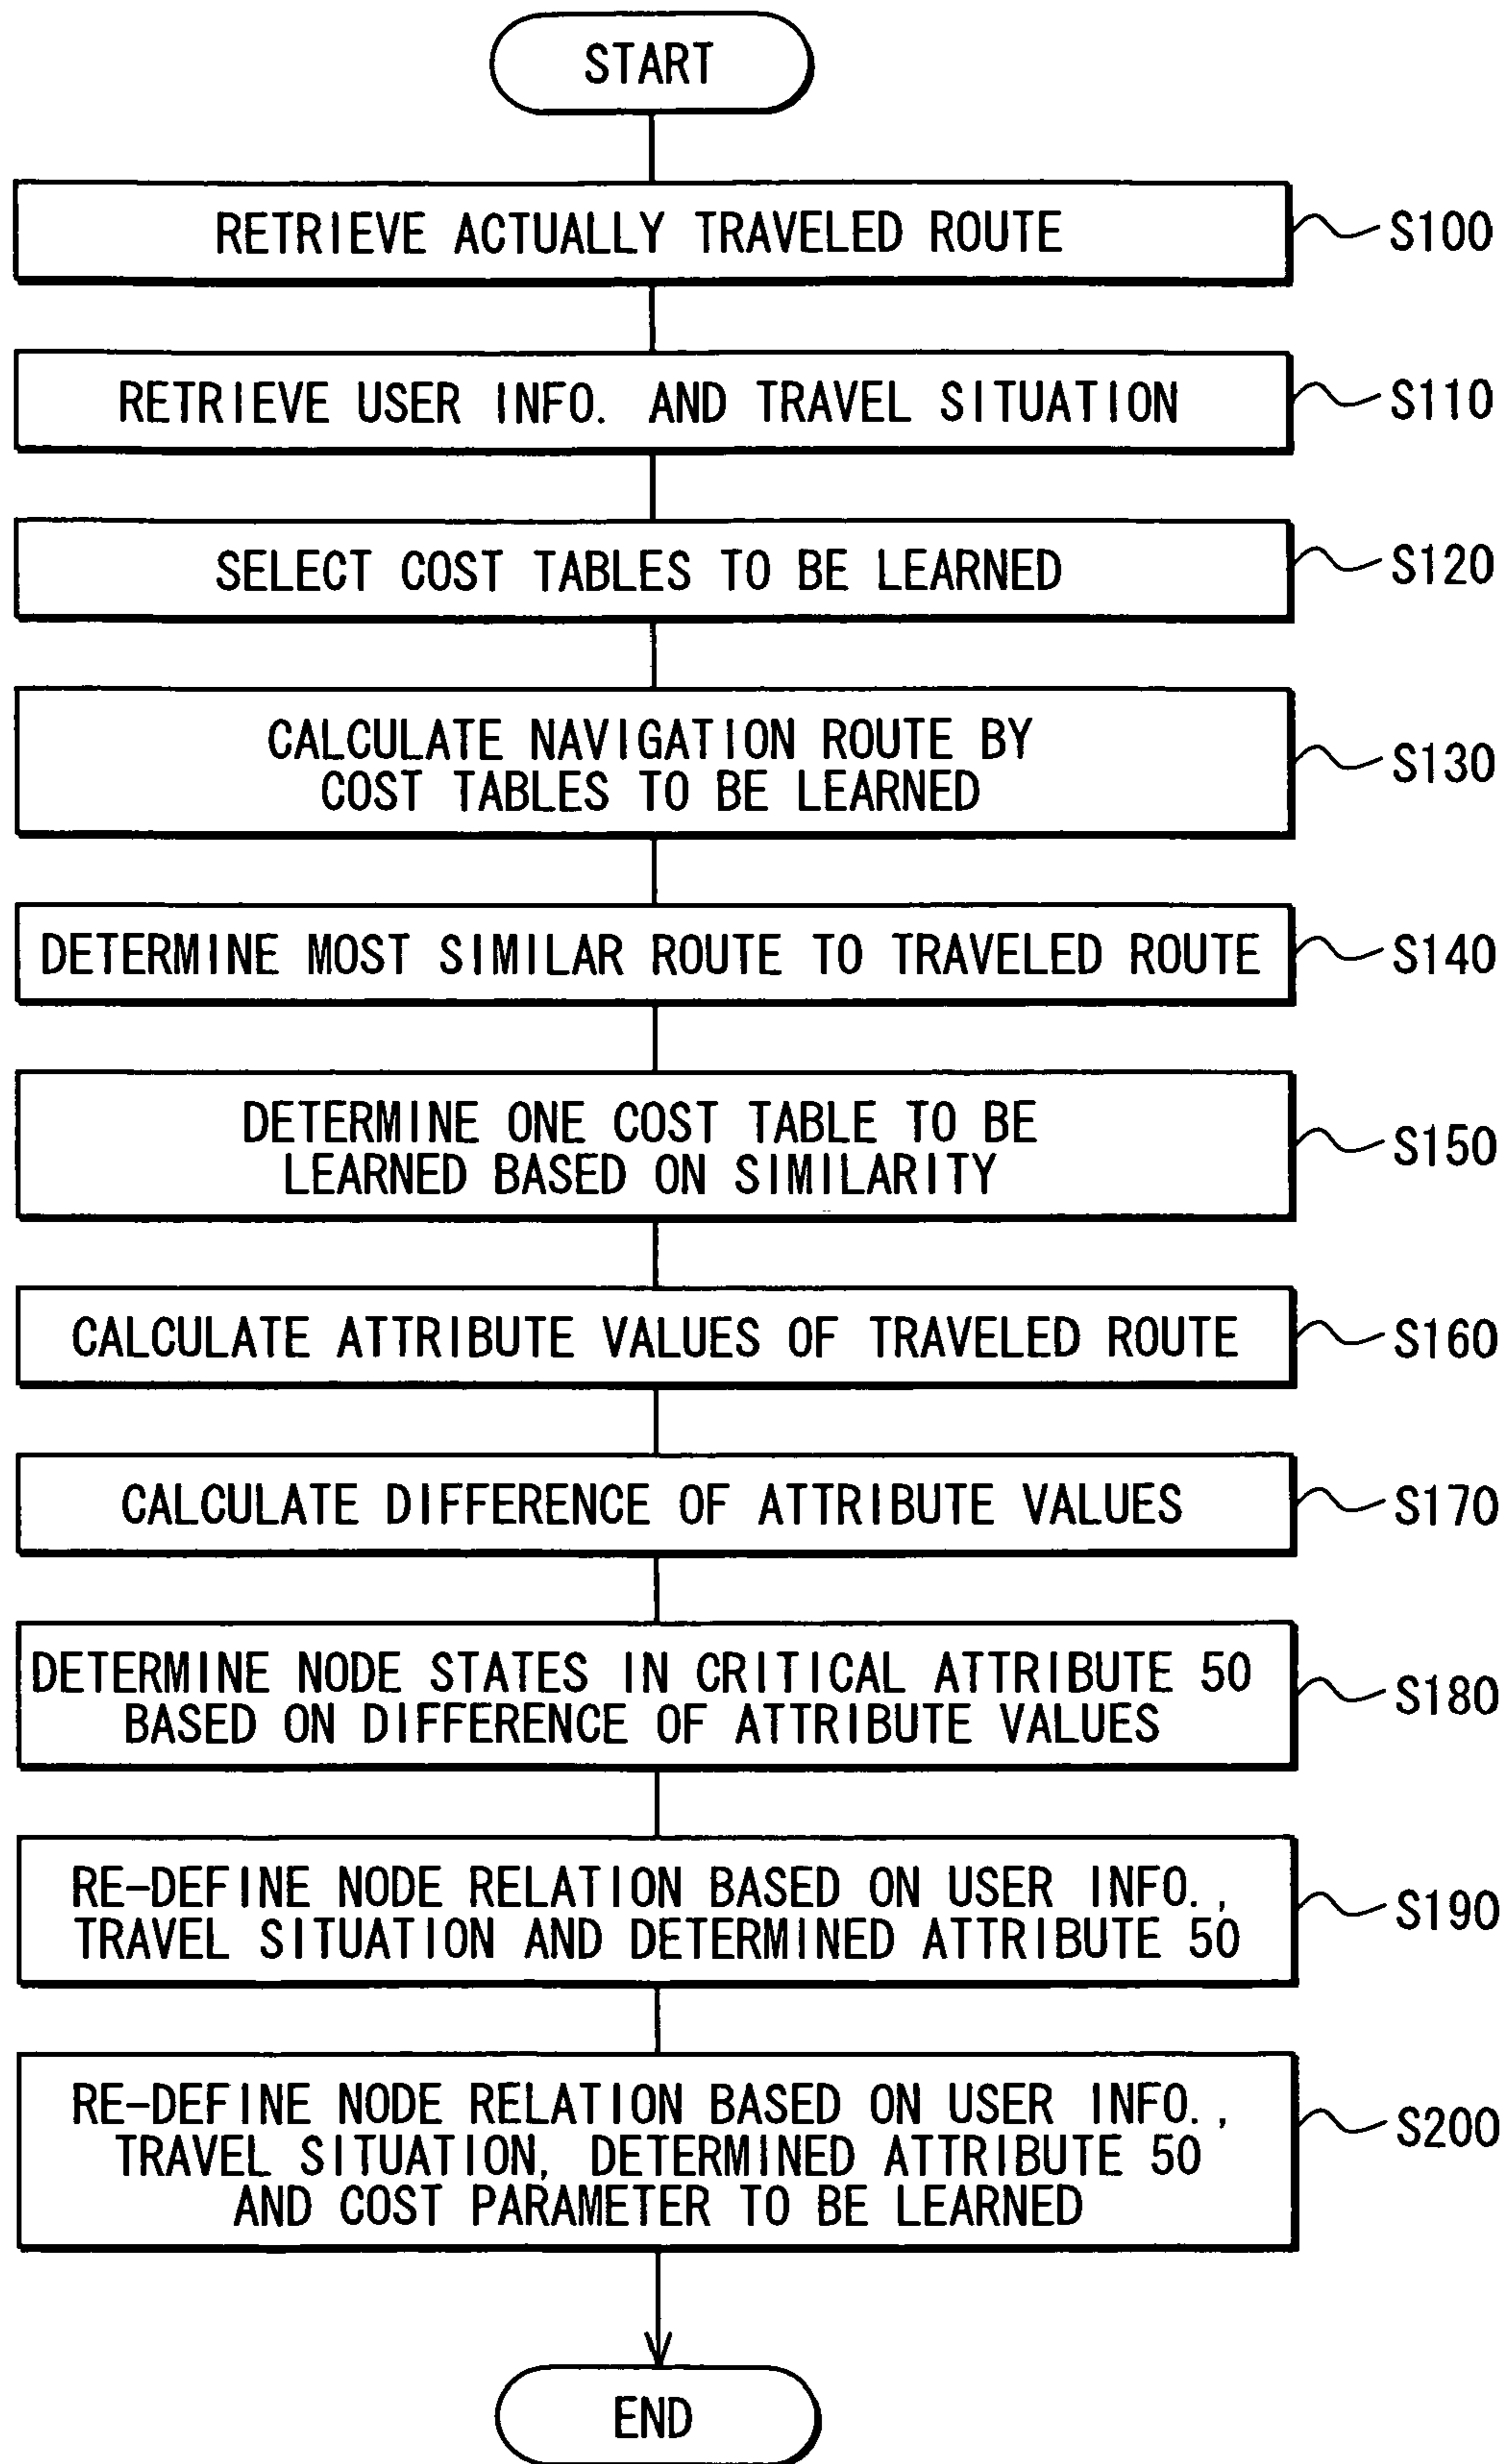 START
RETRIEVE ACTUALLY TRAVELED ROUTE
S100
RETRIEVE USER INFO. AND TRAVEL SITUATION
S110
SELECT COST TABLES TO BE LEARNED
S120
CALCULATE NAVIGATION ROUTE BY
COST TABLES TO BE LEARNED
S130
DETERMINE MOST SIMILAR ROUTE TO TRAVELED ROUTE
S140
DETERMINE ONE COST TABLE TO BE
LEARNED BASED ON SIMILARITY
S150
CALCULATE ATTRIBUTE VALUES OF TRAVELED ROUTE
S160
CALCULATE DIFFERENCE OF ATTRIBUTE VALUES
S170
DETERMINE NODE STATES IN CRITICAL ATTRIBUTE 50
BASED ON DIFFERENCE OF ATTRIBUTE VALUES
S180
RE-DEFINE NODE RELATION BASED ON USER INFO.,
TRAVEL SITUATION AND DETERMINED ATTRIBUTE 50
S190
RE-DEFINE NODE RELATION BASED ON USER INFO.,
TRAVEL SITUATION, DETERMINED ATTRIBUTE 50
AND COST PARAMETER TO BE LEARNED
S200
END